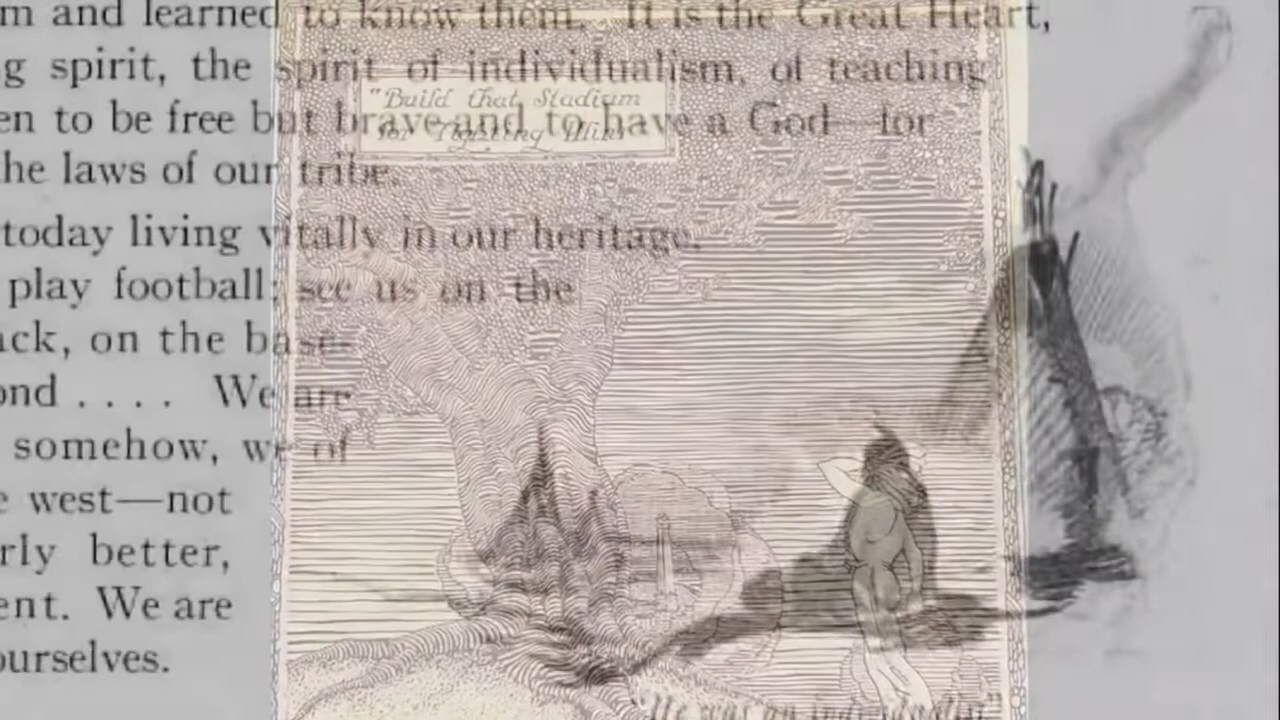 m and learned to know them. It is the Great Heart,
g spirit, the spirit of individualism, of teaching
en to be free but brave and to have a God—for
he laws of our tribe.
today living vitally in our heritage.
play football; see us on the
ack, on the base-
ond . . . . We are
somehow, we of
e west—not
rly better,
ent. We are
ourselves.
"Build that Stadium
for Fighting Illini"
"He was an individualist"